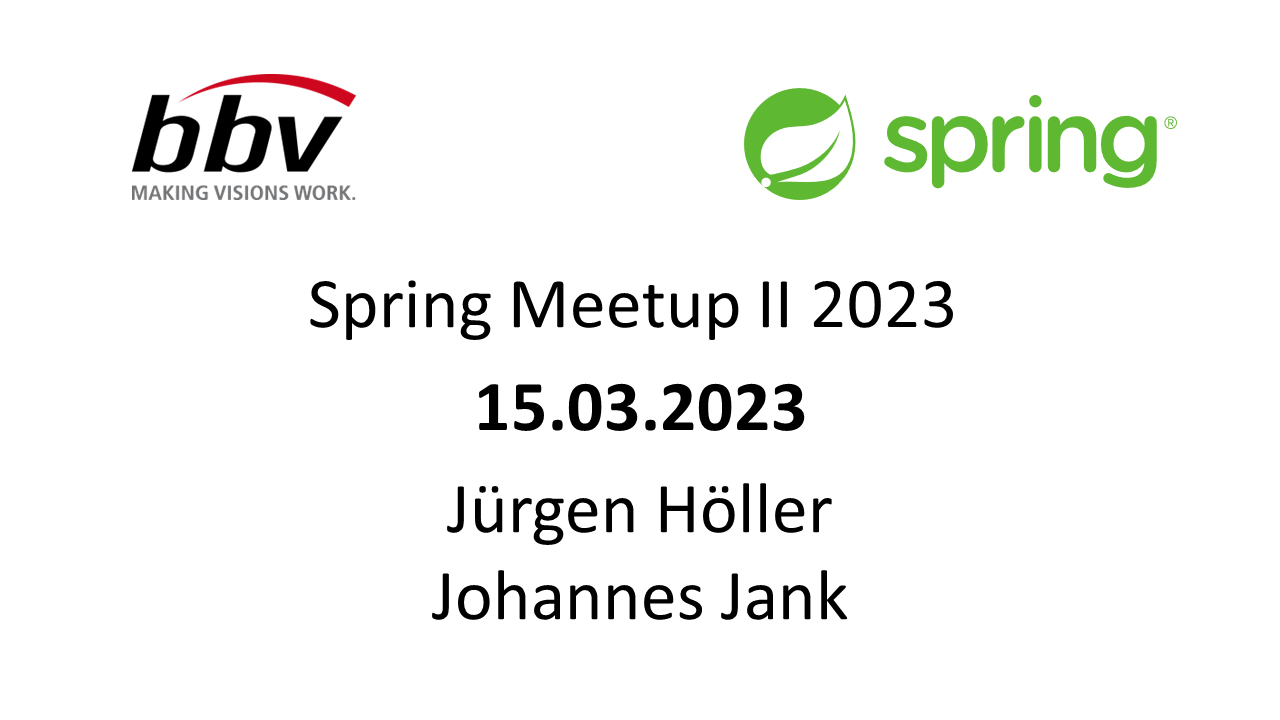 bbv
MAKING VISIONS WORK.
spring®
Spring Meetup II 2023
15.03.2023
Jürgen Höller
Johannes Jank